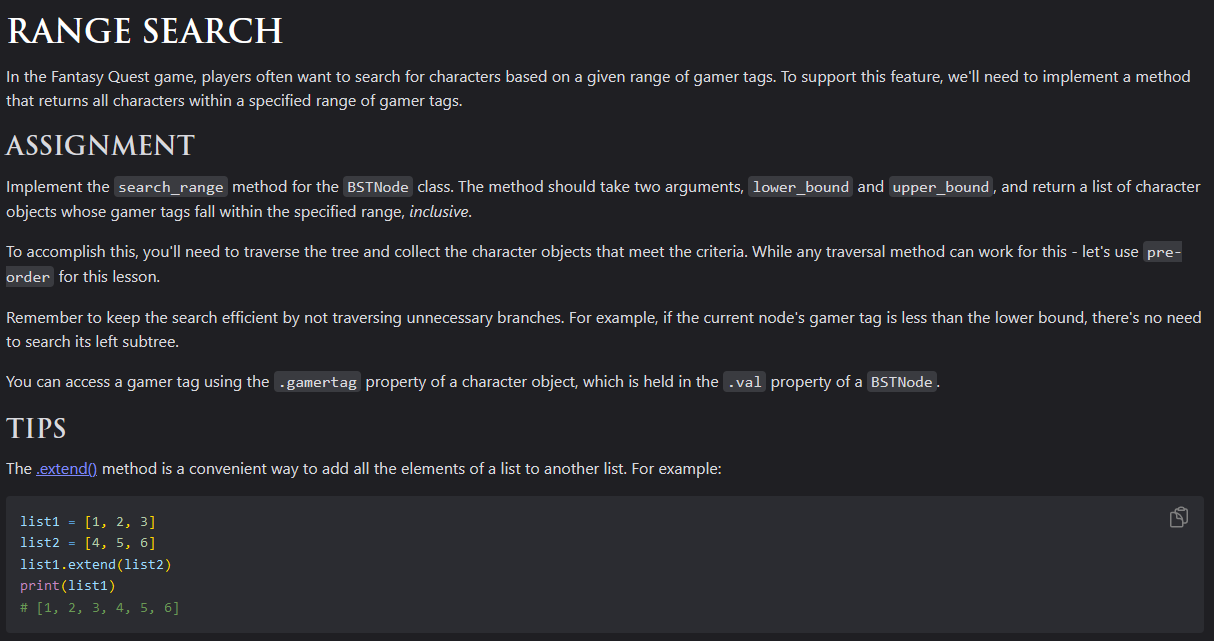 RANGE SEARCH
In the Fantasy Quest game, players often want to search for characters based on a given range of gamer tags. To support this feature, we'll need to implement a method
that returns all characters within a specified range of gamer tags.
ASSIGNMENT
Implement the search_range method for the BSTNode class. The method should take two arguments, lower_bound and upper_bound, and return a list of character
objects whose gamer tags fall within the specified range, inclusive.
To accomplish this, you'll need to traverse the tree and collect the character objects that meet the criteria. While any traversal method can work for this - let's use pre-
order for this lesson.
Remember to keep the search efficient by not traversing unnecessary branches. For example, if the current node's gamer tag is less than the lower bound, there's no need
to search its left subtree.
You can access a gamer tag using the .gamertag property of a character object, which is held in the .val property of a BSTNode.
TIPS
The .extend() method is a convenient way to add all the elements of a list to another list. For example:
list1 = [1, 2, 3]
list2 = [4, 5, 6]
list1.extend(list2)
print(list1)
# [1, 2, 3, 4, 5, 6]